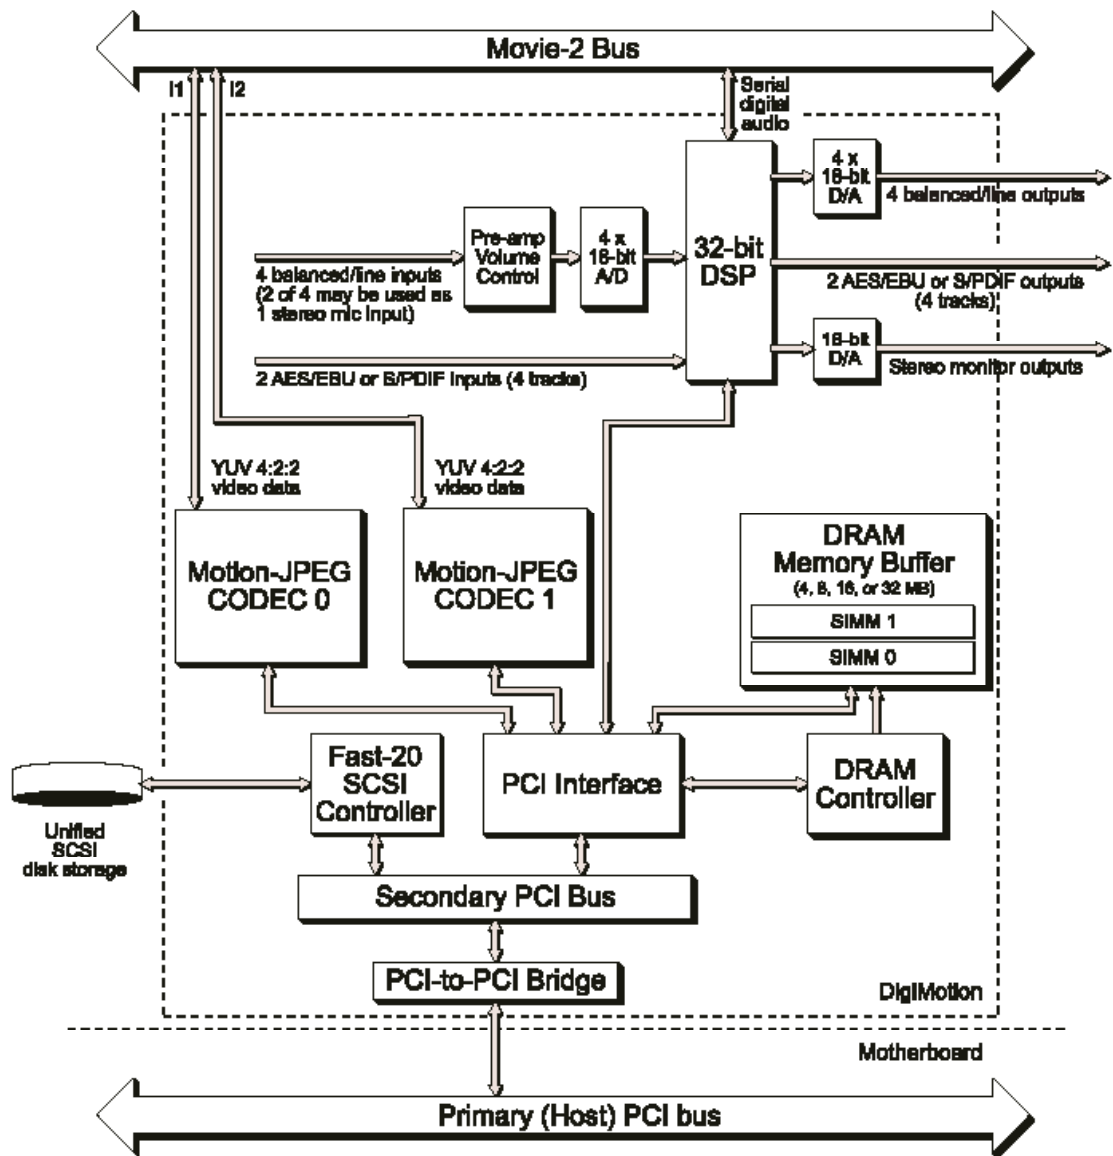 Movie-2 Bus
I1
I2
Serial
digital
audio
4 x
18-bit
D/A
4 balanced/line outputs
Pre-amp
Volume
Control
4 x
18-bit
A/D
32-bit
DSP
4 balanced/line inputs
(2 of 4 may be used as
1 stereo mic input)
2 AES/EBU or S/PDIF outputs
(4 tracks)
18-bit
D/A
Stereo monitor outputs
2 AES/EBU or S/PDIF inputs (4 tracks)
YUV 4:2:2
video data
YUV 4:2:2
video data
Motion-JPEG
CODEC 0
Motion-JPEG
CODEC 1
DRAM
Memory Buffer
(4, 8, 16, or 32 MB)
SIMM 1
SIMM 0
Fast-20
SCSI
Controller
PCI Interface
DRAM
Controller
Unified
SCSI
disk storage
Secondary PCI Bus
PCI-to-PCI Bridge
DigiMotion
Motherboard
Primary (Host) PCI bus